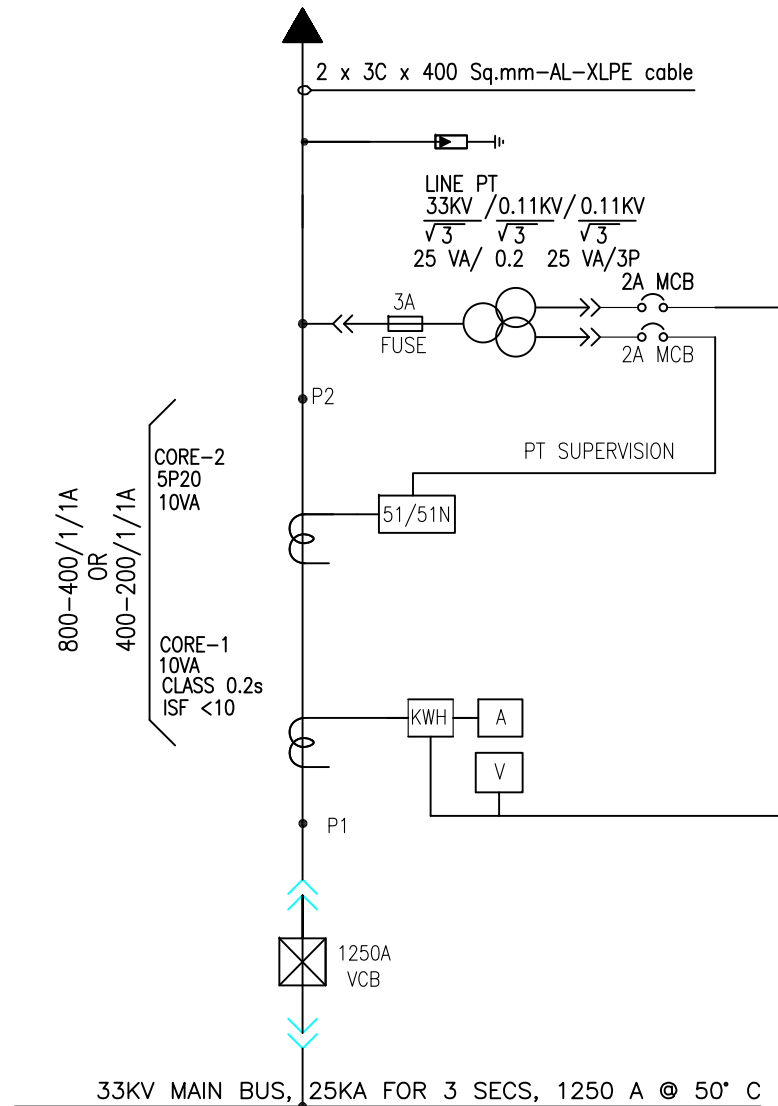 2 x 3C x 400 Sq.mm-AL-XLPE cable
LINE PT
33KV / 0.11KV / 0.11KV
√3 √3 √3
25 VA/ 0.2 25 VA/3P
2A MCB
3A
FUSE
2A MCB
P2
PT SUPERVISION
CORE-2
5P20
10VA
51/51N
800-400/1/1A
OR
400-200/1/1A
CORE-1
10VA
CLASS 0.2s
ISF <10
KWH
A
V
P1
1250A
VCB
33KV MAIN BUS, 25KA FOR 3 SECS, 1250 A @ 50° C